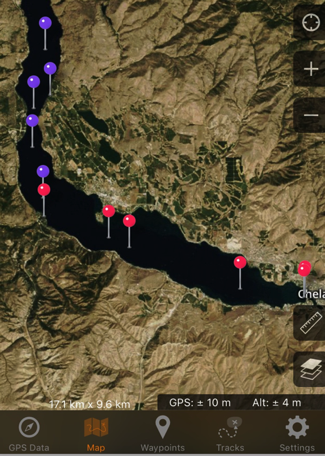 Chela
17.1 km x 9.6 km
GPS: ± 10 m
Alt: ± 4 m
GPS Data
Map
Waypoints
Tracks
Settings